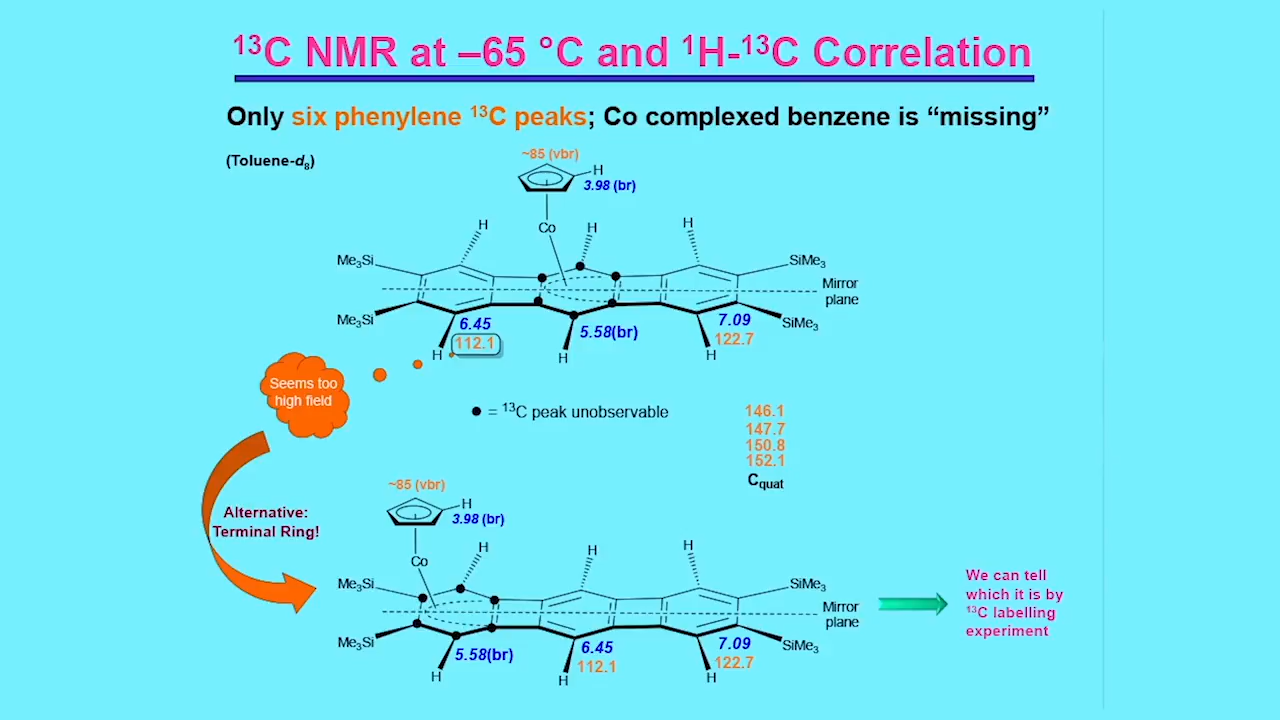 ¹³C NMR at –65 °C and ¹H-¹³C Correlation
Only six phenylene ¹³C peaks; Co complexed benzene is “missing”
(Toluene-d₈)
~85 (vbr)
H
3.98 (br)
Co
H
H
H
Me₃Si
SiMe₃
Mirror
plane
Me₃Si
SiMe₃
6.45
112.1
5.58(br)
7.09
122.7
H
H
H
Seems too
high field
● = ¹³C peak unobservable
146.1
147.7
150.8
152.1
Cquat
~85 (vbr)
H
3.98 (br)
Alternative:
Terminal Ring!
Co
H
H
H
Me₃Si
SiMe₃
Mirror
plane
Me₃Si
SiMe₃
5.58(br)
6.45
112.1
7.09
122.7
H
H
H
We can tell
which it is by
¹³C labelling
experiment